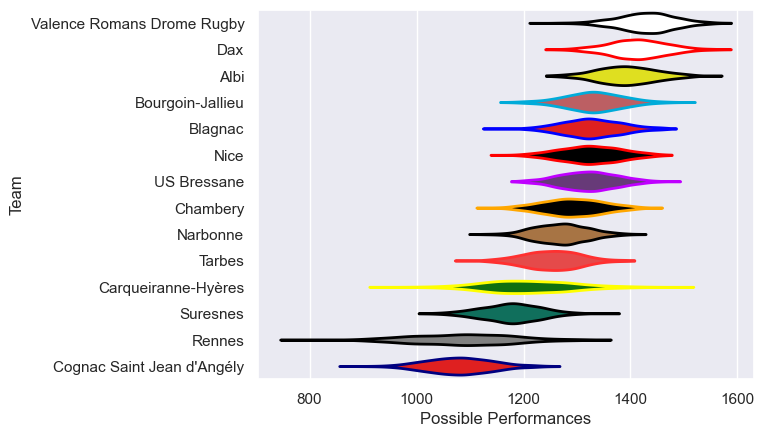 Valence Romans Drome Rugby
Dax
Albi
Bourgoin-Jallieu
Blagnac
Nice
US Bressane
Chambery
Narbonne
Tarbes
Carqueiranne-Hyères
Suresnes
Rennes
Cognac Saint Jean d'Angély
Team
800 1000 1200 1400 1600
Possible Performances